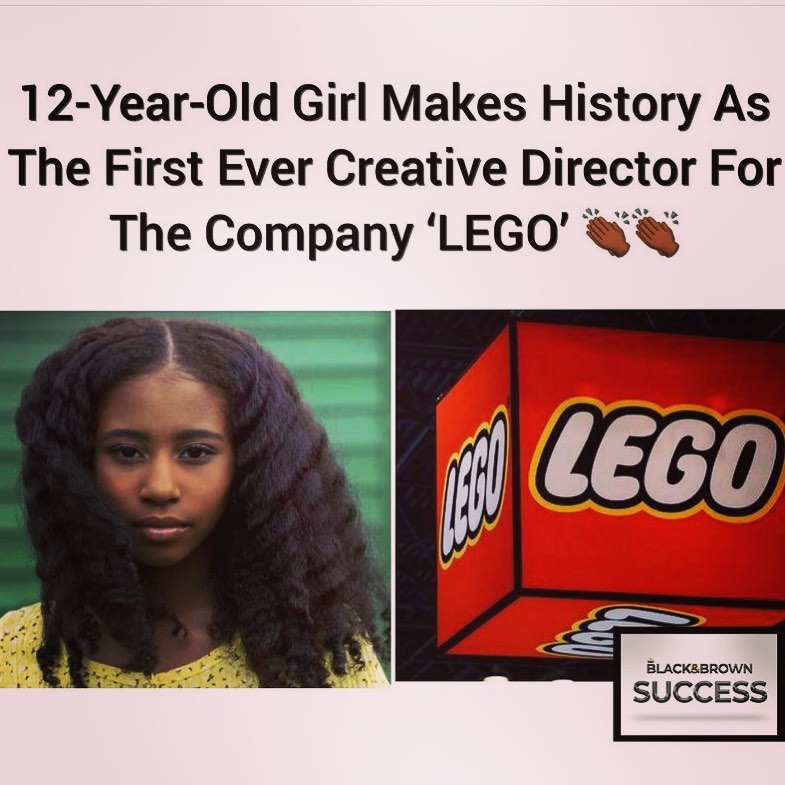 12-Year-Old Girl Makes History As
The First Ever Creative Director For
The Company ‘LEGO’ 👏🏾👏🏾
LEGO
LEGO
LEGO
BLACK&BROWN
SUCCESS